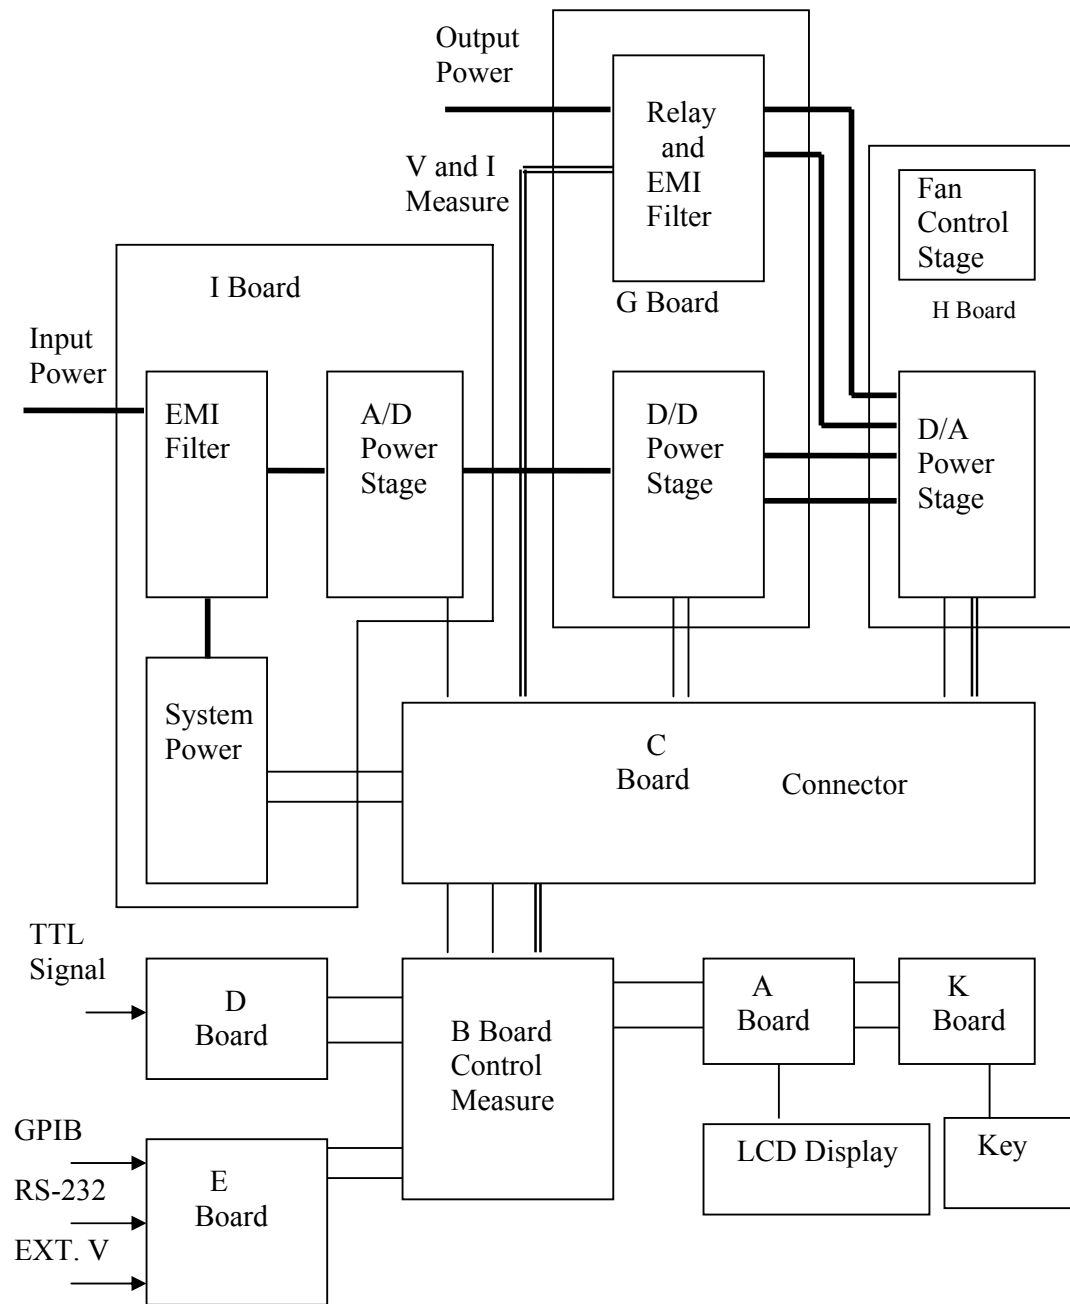 Output
Power
Relay
and
EMI
Filter
V and I
Measure
Fan
Control
Stage
I Board
G Board
H Board
Input
Power
EMI
Filter
A/D
Power
Stage
D/D
Power
Stage
D/A
Power
Stage
System
Power
C
Board
Connector
TTL
Signal
D
Board
B Board
Control
Measure
A
Board
K
Board
GPIB
RS-232
EXT. V
E
Board
LCD Display
Key